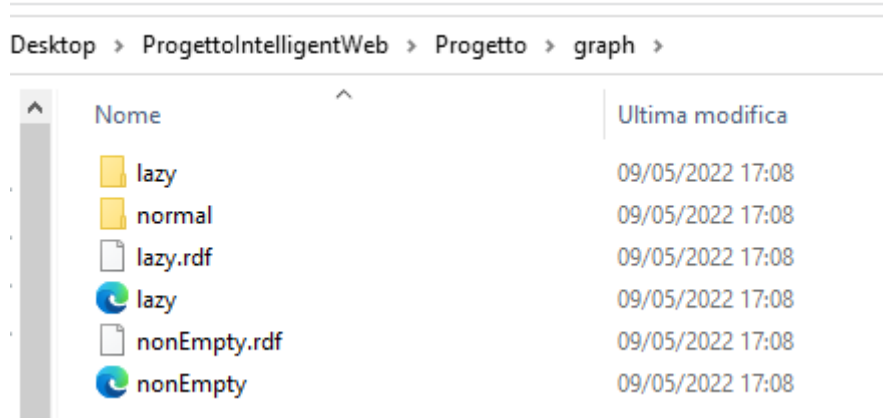 Desktop > ProgettoIntelligentWeb > Progetto > graph >
Nome Ultima modifica
lazy 09/05/2022 17:08
normal 09/05/2022 17:08
lazy.rdf 09/05/2022 17:08
lazy 09/05/2022 17:08
nonEmpty.rdf 09/05/2022 17:08
nonEmpty 09/05/2022 17:08